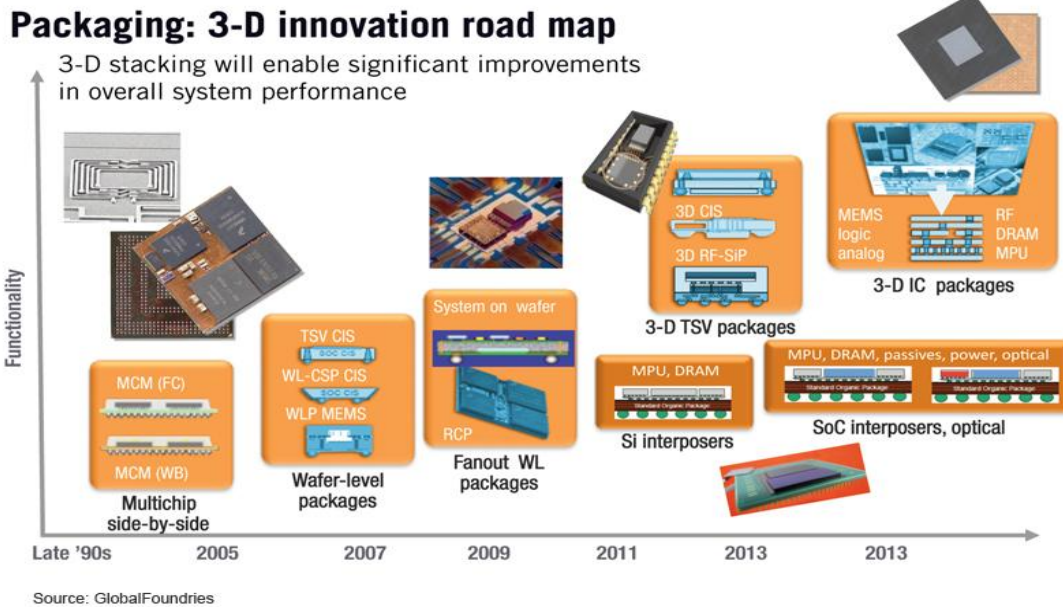 Packaging: 3-D innovation road map
3-D stacking will enable significant improvements
in overall system performance
Functionality
MCM (FC)
MCM (WB)
Multichip
side-by-side
TSV CIS
SOC CIS
WL-CSP CIS
SOC CIS
WLP MEMS
Wafer-level
packages
System on wafer
RCP
Fanout WL
packages
MPU, DRAM
Standard Organic Package
Si interposers
3D CIS
3D RF-SiP
3-D TSV packages
MEMS
logic
analog
RF
DRAM
MPU
3-D IC packages
MPU, DRAM, passives, power, optical
Standard Organic Package
Standard Organic Package
SoC interposers, optical
Late '90s
2005
2007
2009
2011
2013
2013
Source: GlobalFoundries